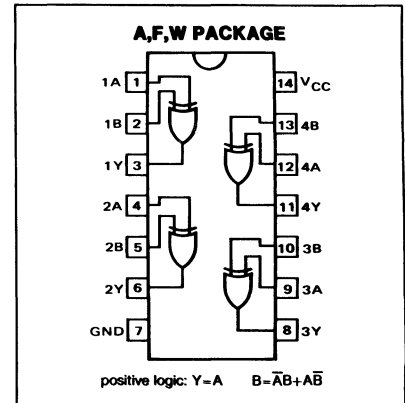 A,F,W PACKAGE
1A 1 14 VCC
1B 2 13 4B
1Y 3 12 4A
2A 4 11 4Y
2B 5 10 3B
2Y 6 9 3A
GND 7 8 3Y
positive logic: Y=A B=A̅B+AB̅